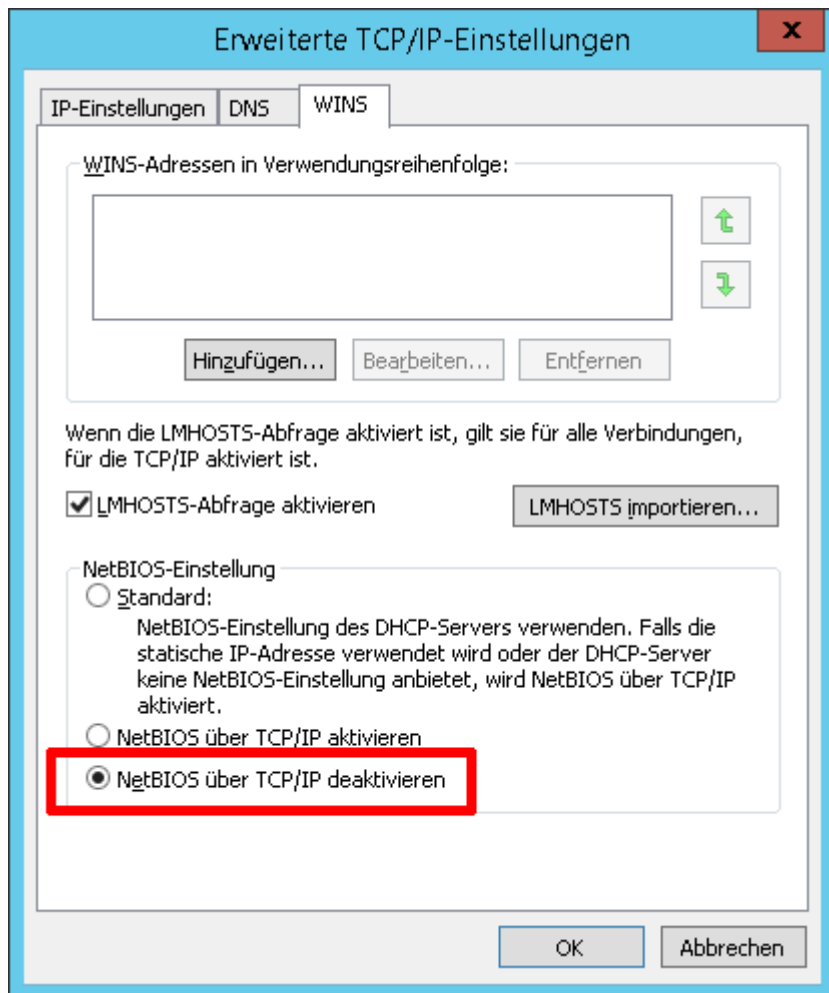 Erweiterte TCP/IP-Einstellungen
x
IP-Einstellungen
DNS
WINS
WINS-Adressen in Verwendungsreihenfolge:
Hinzufügen...
Bearbeiten...
Entfernen
Wenn die LMHOSTS-Abfrage aktiviert ist, gilt sie für alle Verbindungen,
für die TCP/IP aktiviert ist.
LMHOSTS-Abfrage aktivieren
LMHOSTS importieren...
NetBIOS-Einstellung
Standard:
NetBIOS-Einstellung des DHCP-Servers verwenden. Falls die
statische IP-Adresse verwendet wird oder der DHCP-Server
keine NetBIOS-Einstellung anbietet, wird NetBIOS über TCP/IP
aktiviert.
NetBIOS über TCP/IP aktivieren
NetBIOS über TCP/IP deaktivieren
OK
Abbrechen